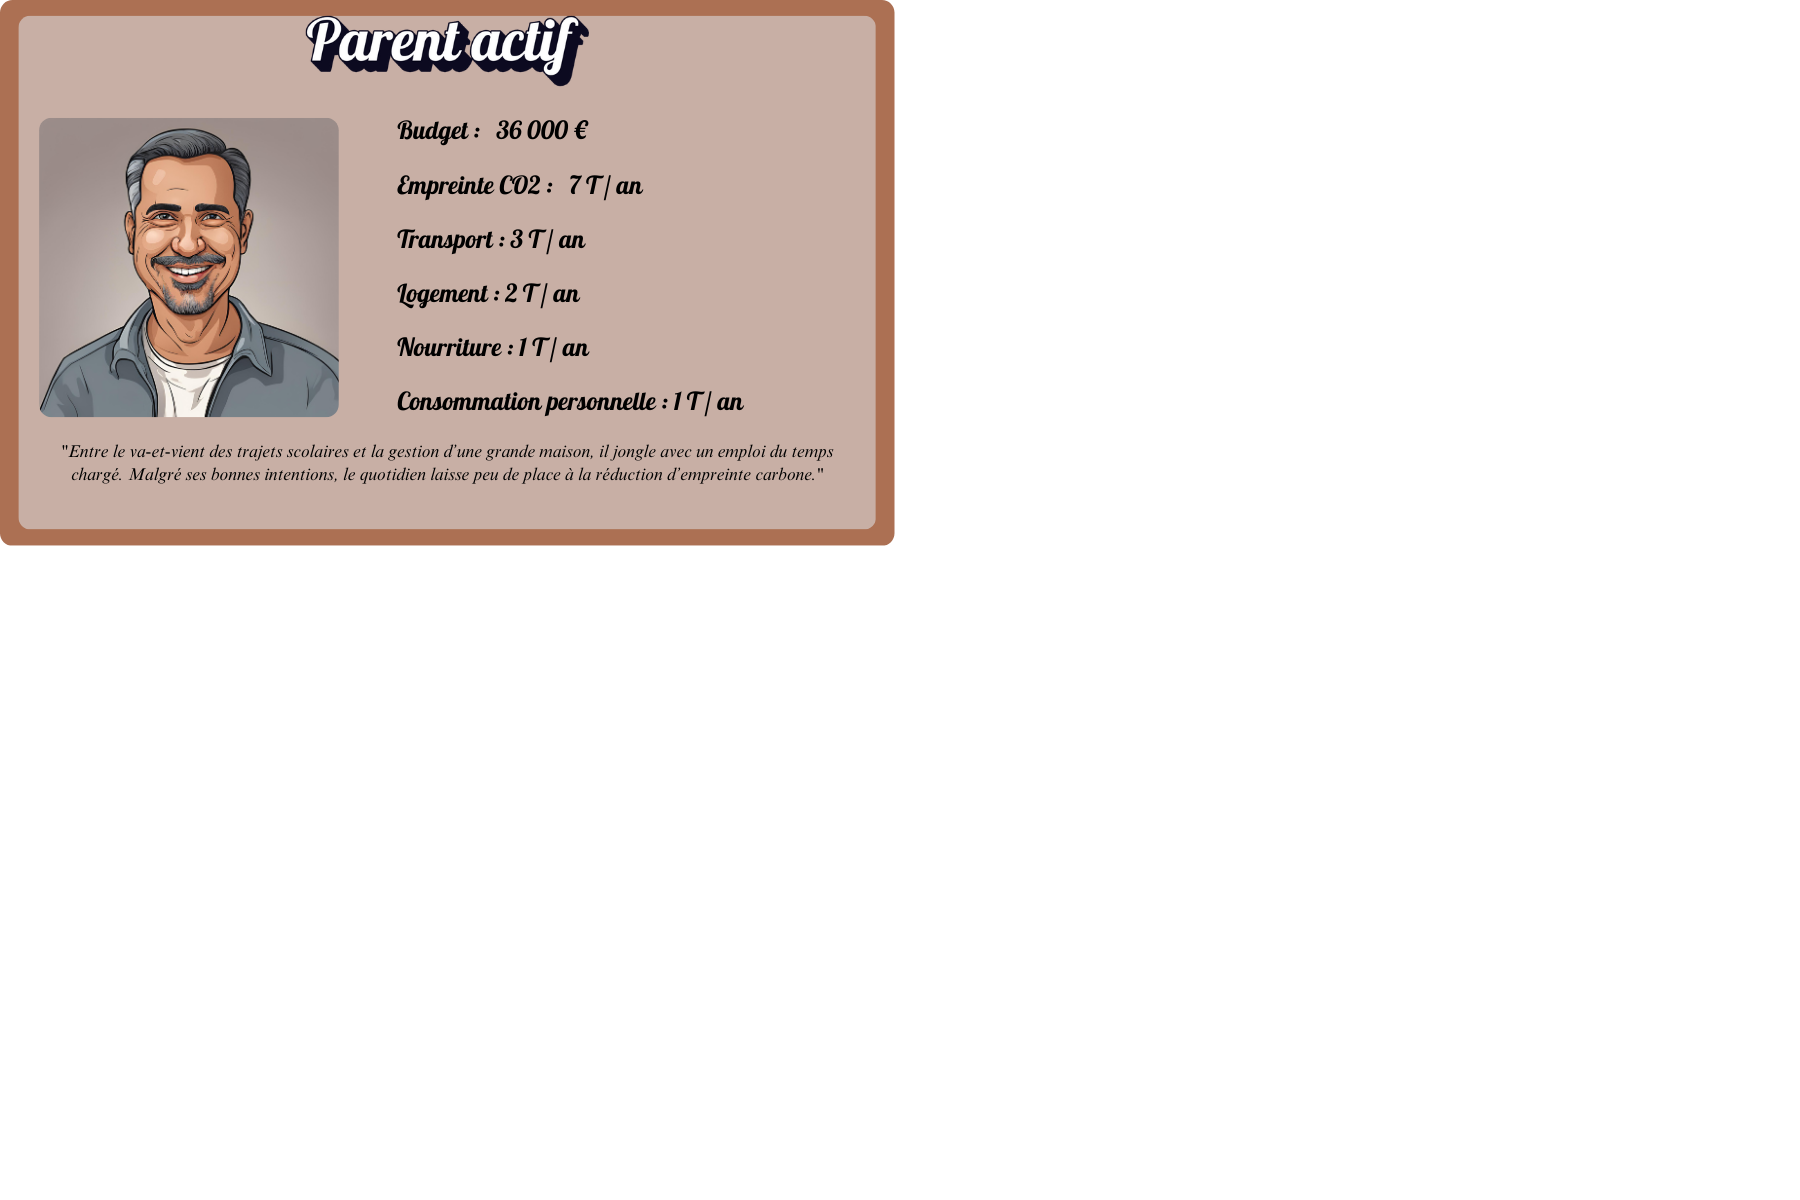 Parent actif
Budget : 36 000 €
Empreinte CO2 : 7 T / an
Transport : 3 T / an
Logement : 2 T / an
Nourriture : 1 T / an
Consommation personnelle : 1 T / an
"Entre le va-et-vient des trajets scolaires et la gestion d'une grande maison, il jongle avec un emploi du temps
chargé. Malgré ses bonnes intentions, le quotidien laisse peu de place à la réduction d'empreinte carbone."